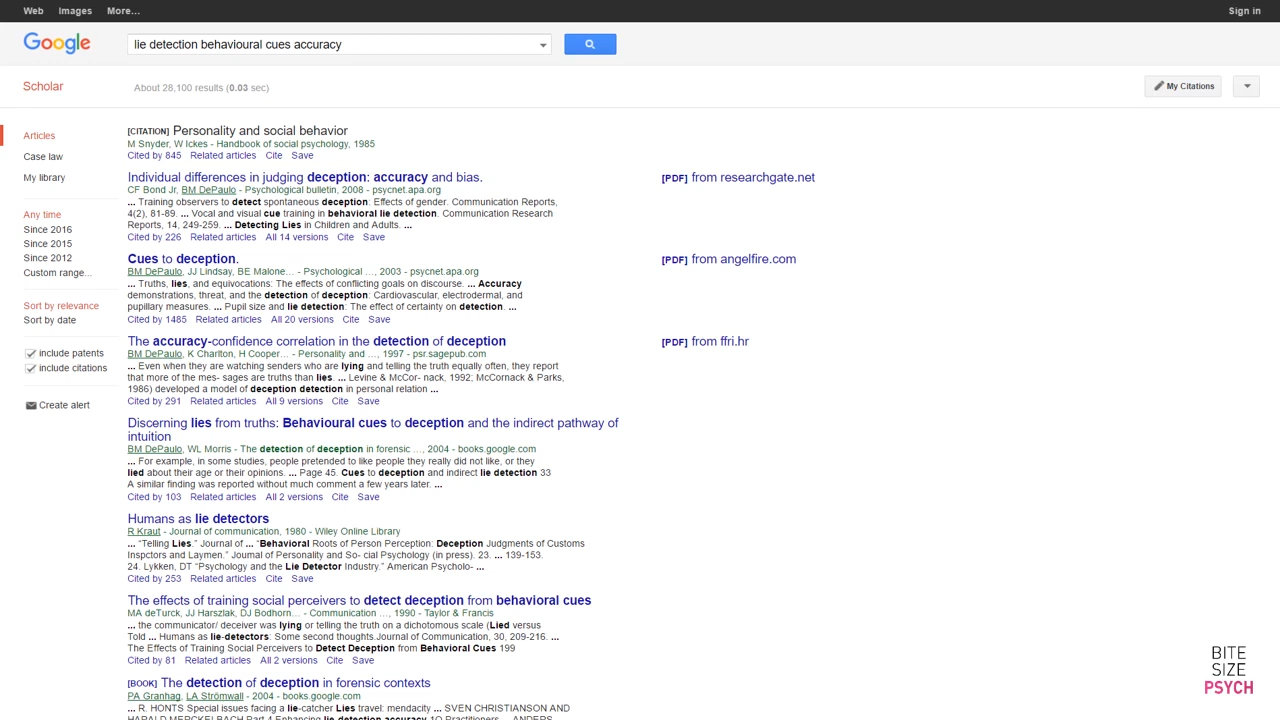 Web Images More... Sign in
Google lie detection behavioural cues accuracy
Scholar About 28,100 results (0.03 sec) My Citations
Articles
Case law
My library
Any time
Since 2016
Since 2015
Since 2012
Custom range...
Sort by relevance
Sort by date
include patents
include citations
Create alert
[CITATION] Personality and social behavior
M Snyder, W Ickes - Handbook of social psychology, 1985
Cited by 845 Related articles Cite Save
Individual differences in judging deception: accuracy and bias.
[PDF] from researchgate.net
CF Bond Jr, BM DePaulo - Psychological bulletin, 2008 - psycnet.apa.org
... Training observers to detect spontaneous deception: Effects of gender. Communication Reports,
4(2), 81-89. ... Vocal and visual cue training in behavioral lie detection. Communication Research
Reports, 14, 249-259. ... Detecting Lies in Children and Adults. ...
Cited by 226 Related articles All 14 versions Cite Save
Cues to deception.
[PDF] from angelfire.com
BM DePaulo, JJ Lindsay, BE Malone... - Psychological ..., 2003 - psycnet.apa.org
... Truths, lies, and equivocations: The effects of conflicting goals on discourse. ... Accuracy
demonstrations, threat, and the detection of deception: Cardiovascular, electrodermal, and
pupillary measures. ... Pupil size and lie detection: The effect of certainty on detection. ...
Cited by 1485 Related articles All 20 versions Cite Save
The accuracy-confidence correlation in the detection of deception
[PDF] from ffri.hr
BM DePaulo, K Charlton, H Cooper... - Personality and ..., 1997 - psr.sagepub.com
... Even when they are watching senders who are lying and telling the truth equally often, they report
that more of the mes- sages are truths than lies. ... Levine & McCor- nack, 1992; McCornack & Parks,
1986) developed a model of deception detection in personal relation ...
Cited by 291 Related articles All 9 versions Cite Save
Discerning lies from truths: Behavioural cues to deception and the indirect pathway of
intuition
BM DePaulo, WL Morris - The detection of deception in forensic ..., 2004 - books.google.com
... For example, in some studies, people pretended to like people they really did not like, or they
lied about their age or their opinions. ... Page 45. Cues to deception and indirect lie detection 33
A similar finding was reported without much comment a few years later. ...
Cited by 103 Related articles All 2 versions Cite Save
Humans as lie detectors
R Kraut - Journal of communication, 1980 - Wiley Online Library
... "Telling Lies." Journal of ... "Behavioral Roots of Person Perception: Deception Judgments of Customs
Inspctors and Laymen." Joumal of Personality and So- cial Psychology (in press). 23. ... 139-153.
24. Lykken, DT "Psychology and the Lie Detector Industry." American Psycholo- ...
Cited by 253 Related articles Cite Save
The effects of training social perceivers to detect deception from behavioral cues
MA deTurck, JJ Harszlak, DJ Bodhorn... - Communication ..., 1990 - Taylor & Francis
... the communicator/ deceiver was lying or telling the truth on a dichotomous scale (Lied versus
Told ... Humans as lie-detectors: Some second thoughts.Journal of Communication, 30, 209-216. ...
The Effects of Training Social Perceivers to Detect Deception from Behavioral Cues 199
Cited by 81 Related articles All 2 versions Cite Save
[BOOK] The detection of deception in forensic contexts
PA Granhag, LA Strömwall - 2004 - books.google.com
... R. HONTS Special issues facing a lie-catcher Lies travel: mendacity ... SVEN CHRISTIANSON AND
HARALD MERCKELBACH Part 4 Enhancing lie detection accuracy 10 Practitioners ... ANDERS
BITE
SIZE
PSYCH